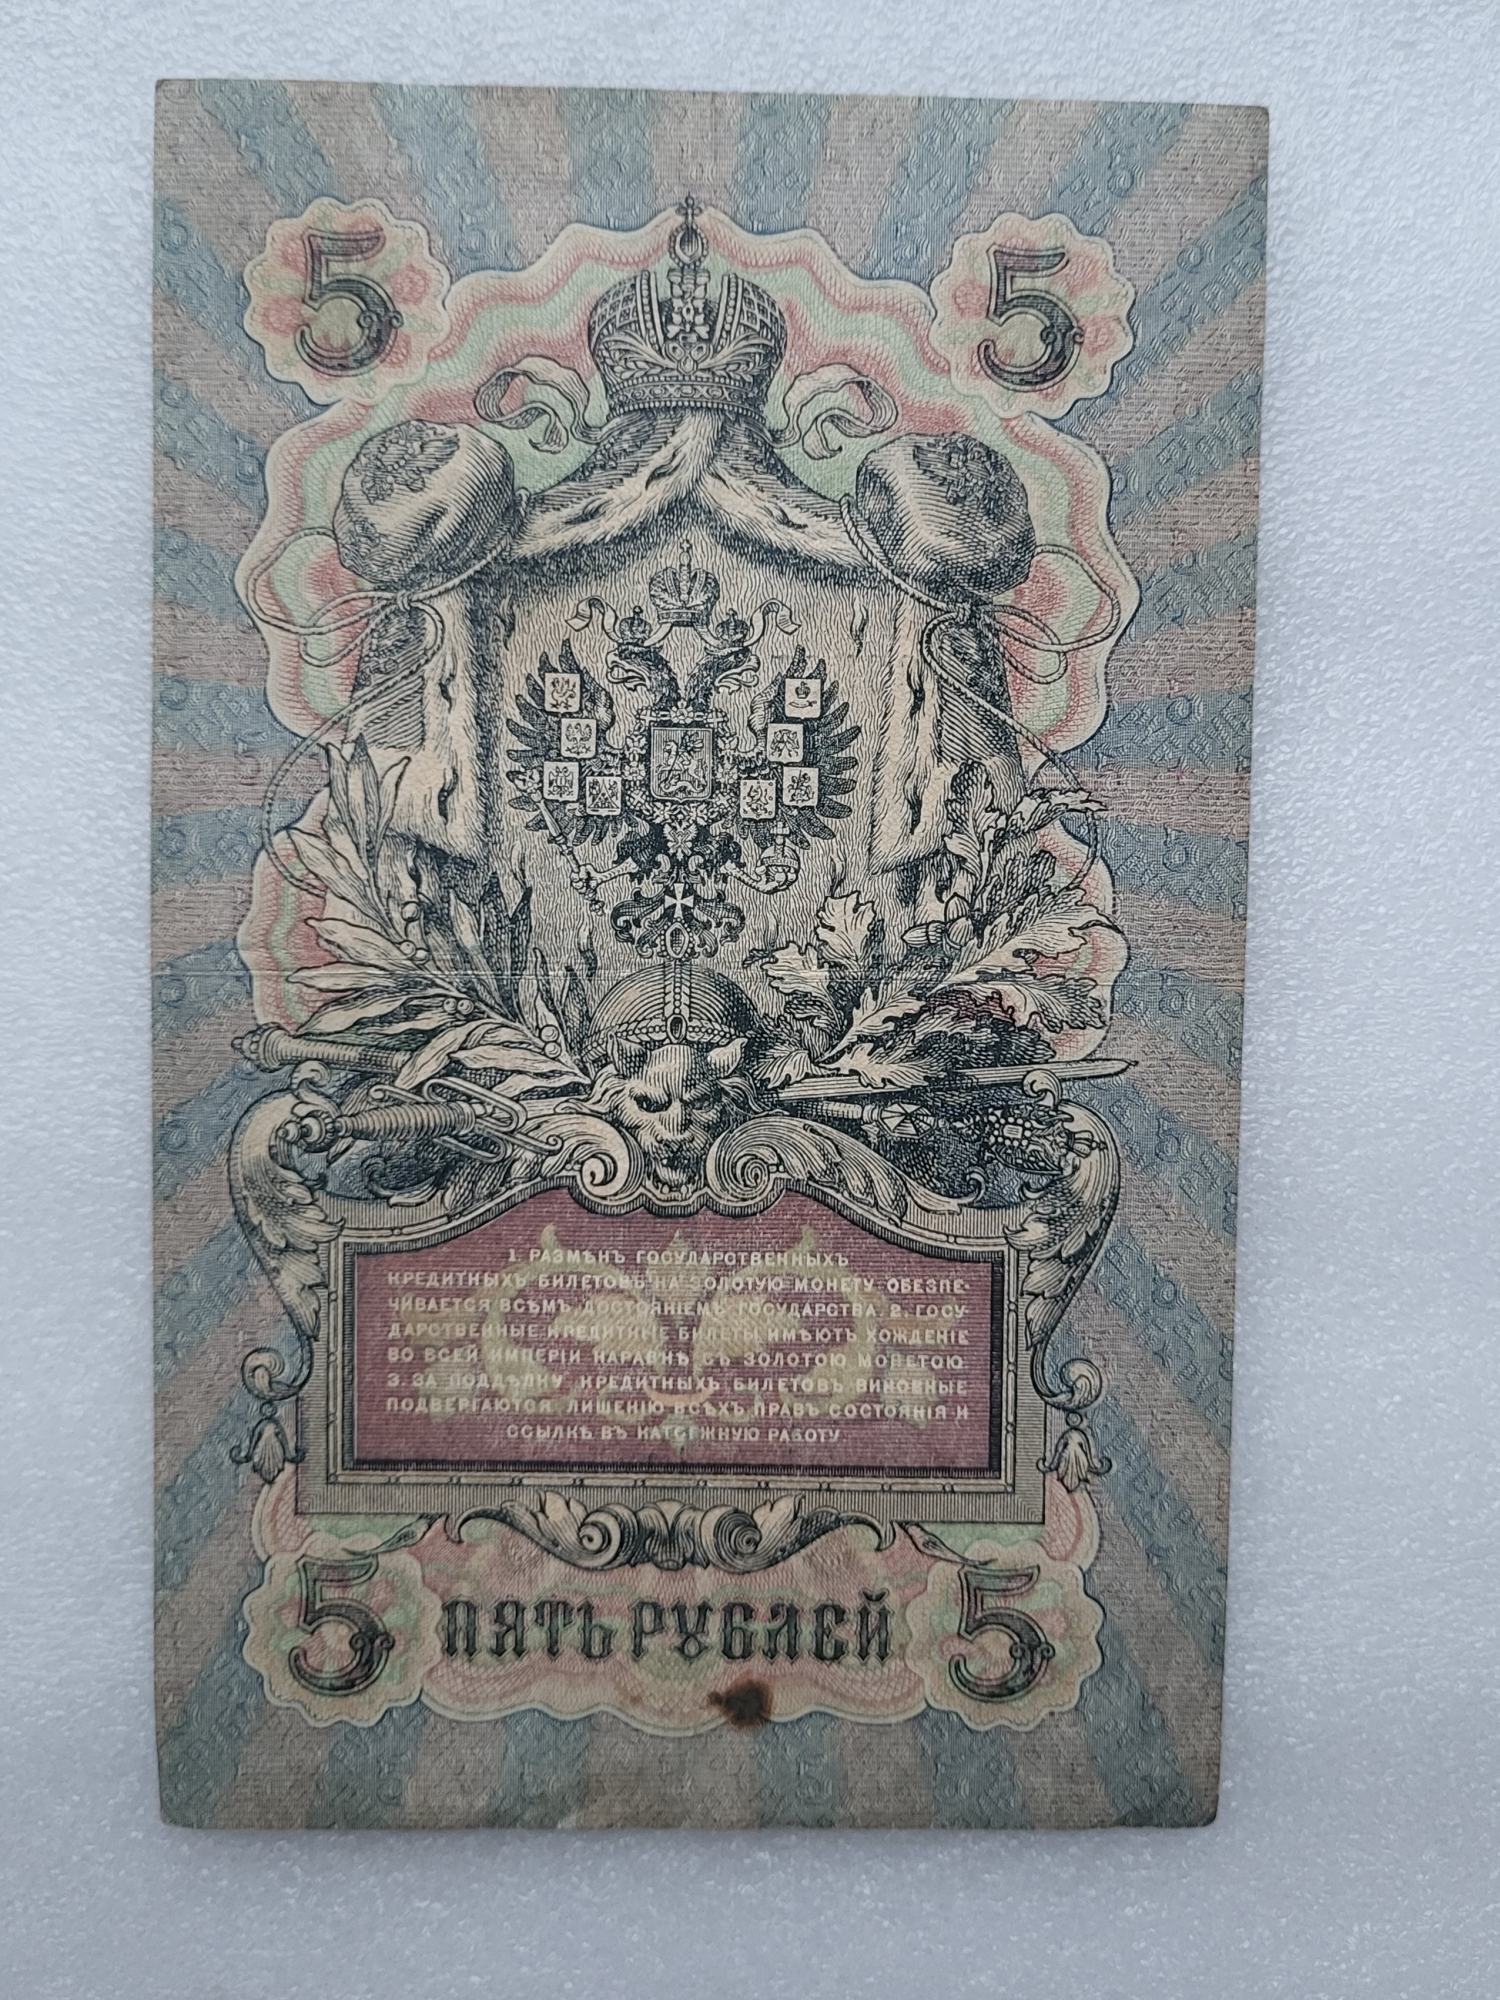 5 5
1. РАЗМѢНЪ ГОСУДАРСТВЕННЫХЪ
КРЕДИТНЫХЪ БИЛЕТОВЪ НА ЗОЛОТУЮ МОНЕТУ ОБЕЗПЕ-
ЧИВАЕТСЯ ВСѢМЪ ДОСТОЯНІЕМЪ ГОСУДАРСТВА. 2. ГОСУ-
ДАРСТВЕННЫЕ КРЕДИТНЫЕ БИЛЕТЫ ИМѢЮТЪ ХОЖДЕНІЕ
ВО ВСЕЙ ИМПЕРІИ НАРАВНѢ СЪ ЗОЛОТОЮ МОНЕТОЮ.
3. ЗА ПОДДѢЛКУ КРЕДИТНЫХЪ БИЛЕТОВЪ ВИНОВНЫЕ
ПОДВЕРГАЮТСЯ ЛИШЕНІЮ ВСѢХЪ ПРАВЪ СОСТОЯНІЯ И
ССЫЛКѢ ВЪ КАТОРЖНУЮ РАБОТУ.
5 ПЯТЬ РУБЛЕЙ 5